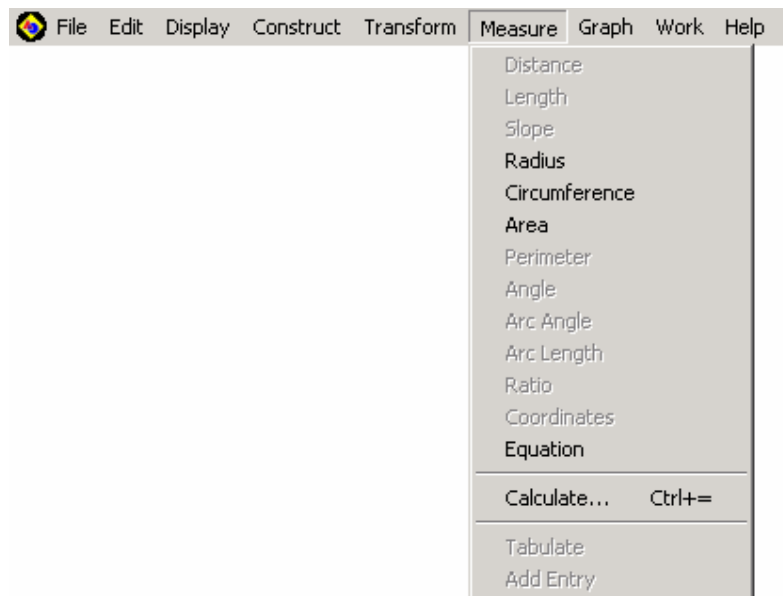 File Edit Display Construct Transform Measure Graph Work Help
Distance
Length
Slope
Radius
Circumference
Area
Perimeter
Angle
Arc Angle
Arc Length
Ratio
Coordinates
Equation
Calculate... Ctrl+=
Tabulate
Add Entry